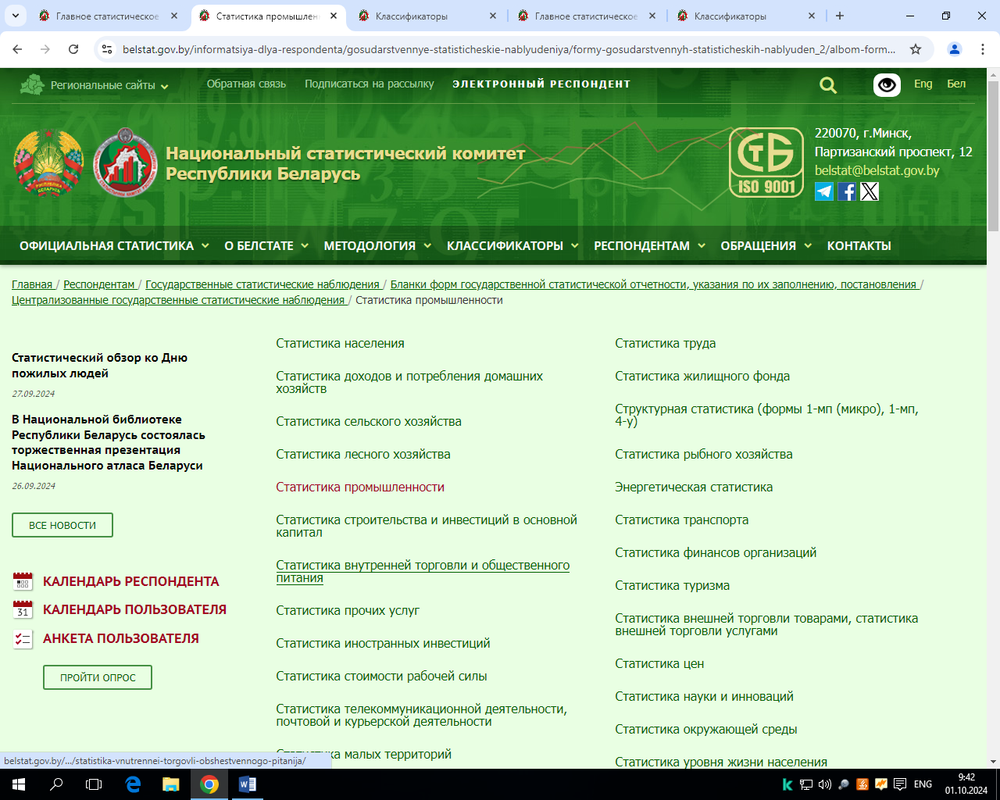 Главное статистическое
Статистика промышлен
Классификаторы
Главное статистическое
Классификаторы
belstat.gov.by/informatsiya-dlya-respondenta/gosudarstvennye-statisticheskie-nablyudeniya/formy-gosudarstvennyh-statisticheskih-nablyuden_2/albom-form...
Региональные сайты
Обратная связь
Подписаться на рассылку
ЭЛЕКТРОННЫЙ РЕСПОНДЕНТ
Eng
Бел
Национальный статистический комитет
Республики Беларусь
СТБ
ISO 9001
220070, г.Минск,
Партизанский проспект, 12
belstat@belstat.gov.by
ОФИЦИАЛЬНАЯ СТАТИСТИКА
О БЕЛСТАТЕ
МЕТОДОЛОГИЯ
КЛАССИФИКАТОРЫ
РЕСПОНДЕНТАМ
ОБРАЩЕНИЯ
КОНТАКТЫ
Главная / Респондентам / Государственные статистические наблюдения / Бланки форм государственной статистической отчетности, указания по их заполнению, постановления /
Централизованные государственные статистические наблюдения / Статистика промышленности
Статистический обзор ко Дню
пожилых людей
27.09.2024
В Национальной библиотеке
Республики Беларусь состоялась
торжественная презентация
Национального атласа Беларуси
26.09.2024
ВСЕ НОВОСТИ
КАЛЕНДАРЬ РЕСПОНДЕНТА
31
КАЛЕНДАРЬ ПОЛЬЗОВАТЕЛЯ
АНКЕТА ПОЛЬЗОВАТЕЛЯ
ПРОЙТИ ОПРОС
Статистика населения
Статистика доходов и потребления домашних
хозяйств
Статистика сельского хозяйства
Статистика лесного хозяйства
Статистика промышленности
Статистика строительства и инвестиций в основной
капитал
Статистика внутренней торговли и общественного
питания
Статистика прочих услуг
Статистика иностранных инвестиций
Статистика стоимости рабочей силы
Статистика телекоммуникационной деятельности,
почтовой и курьерской деятельности
малых территорий
Статистика труда
Статистика жилищного фонда
Структурная статистика (формы 1-мп (микро), 1-мп,
4-у)
Статистика рыбного хозяйства
Энергетическая статистика
Статистика транспорта
Статистика финансов организаций
Статистика туризма
Статистика внешней торговли товарами, статистика
внешней торговли услугами
Статистика цен
Статистика науки и инноваций
Статистика окружающей среды
Статистика уровня жизни населения
belstat.gov.by/.../statistika-vnutrennei-torgovli-obshestvennogo-pitanija/
ENG
9:42
01.10.2024